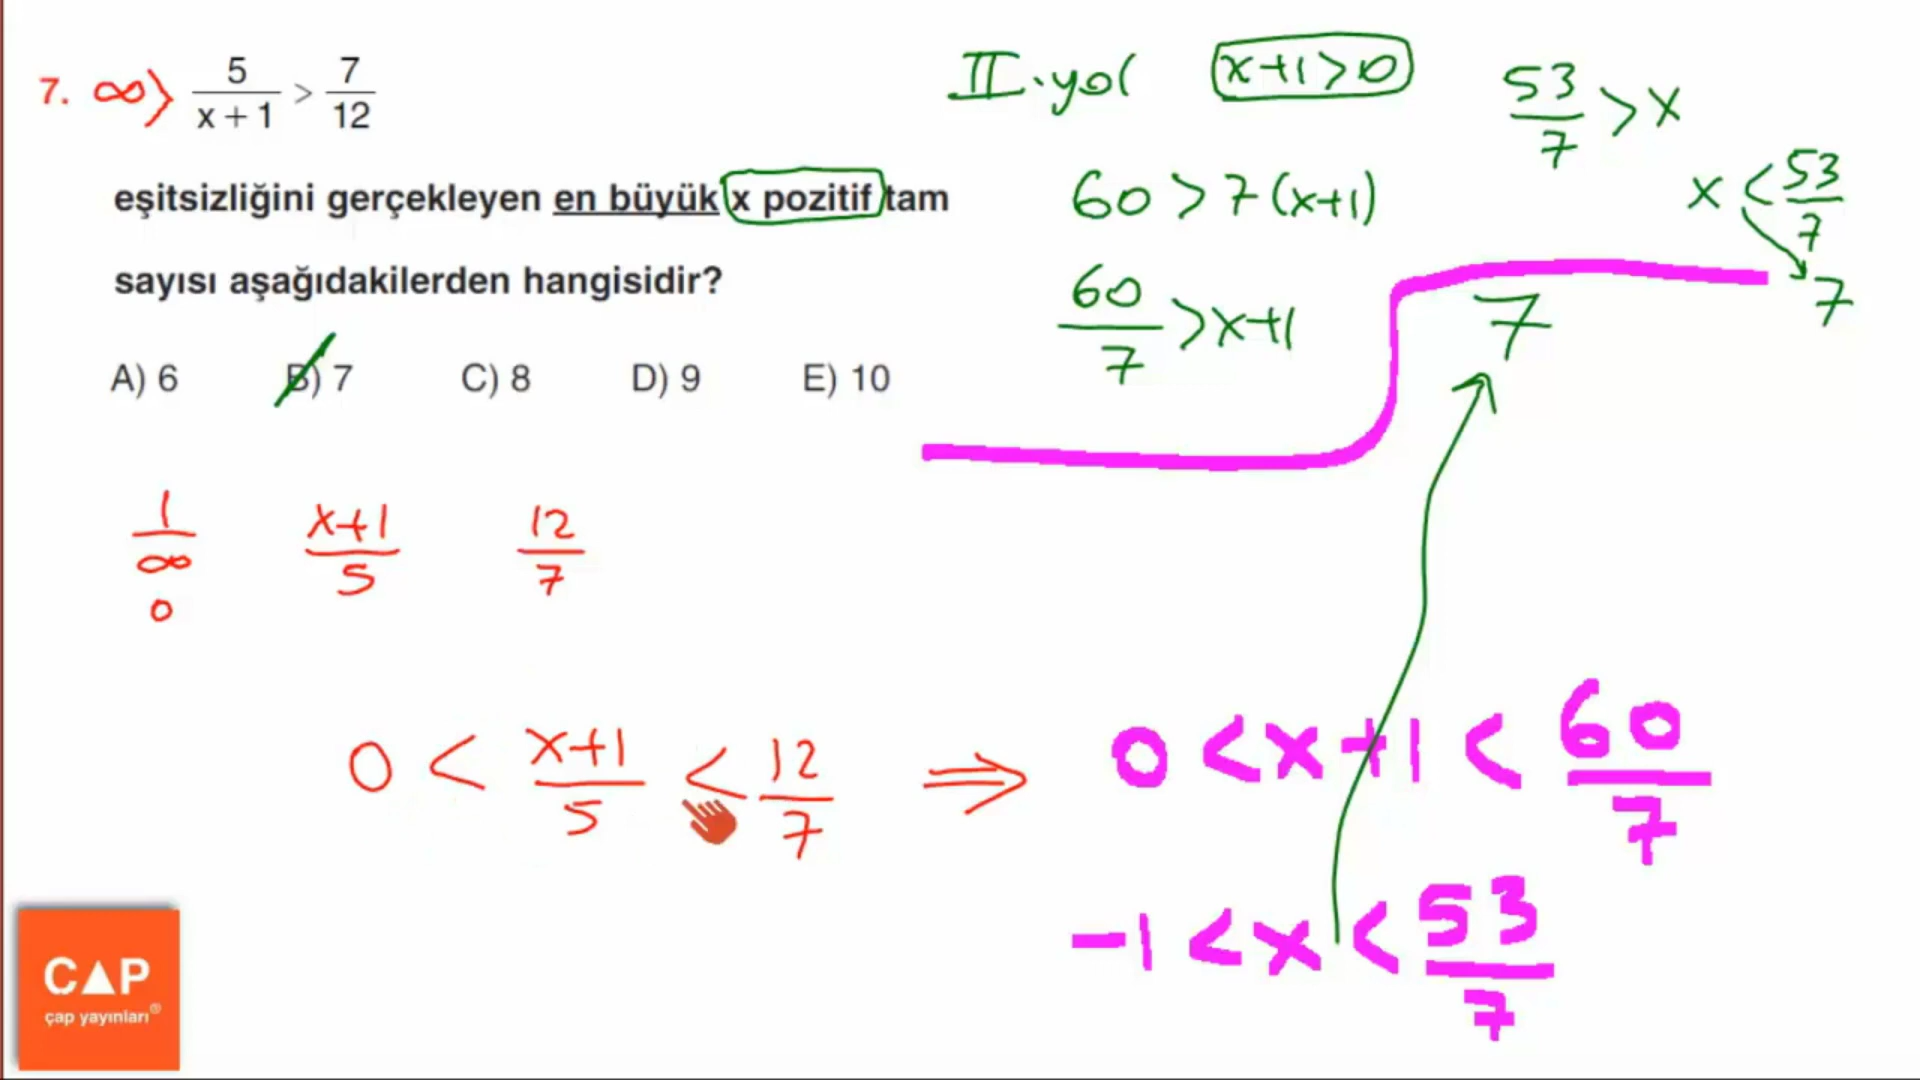 7. ∞> 5/(x + 1) > 7/12
eşitsizliğini gerçekleyen en büyük x pozitif tam
sayısı aşağıdakilerden hangisidir?
A) 6 B) 7 C) 8 D) 9 E) 10
1/∞ (x+1)/5 12/7
0
0 < (x+1)/5 < 12/7 ⇒
II.yol x+1>0
60 > 7(x+1)
60/7 > x+1
53/7 > x
x < 53/7
7
7
0 < x+1 < 60/7
-1 < x < 53/7
ÇAP
çap yayınları®